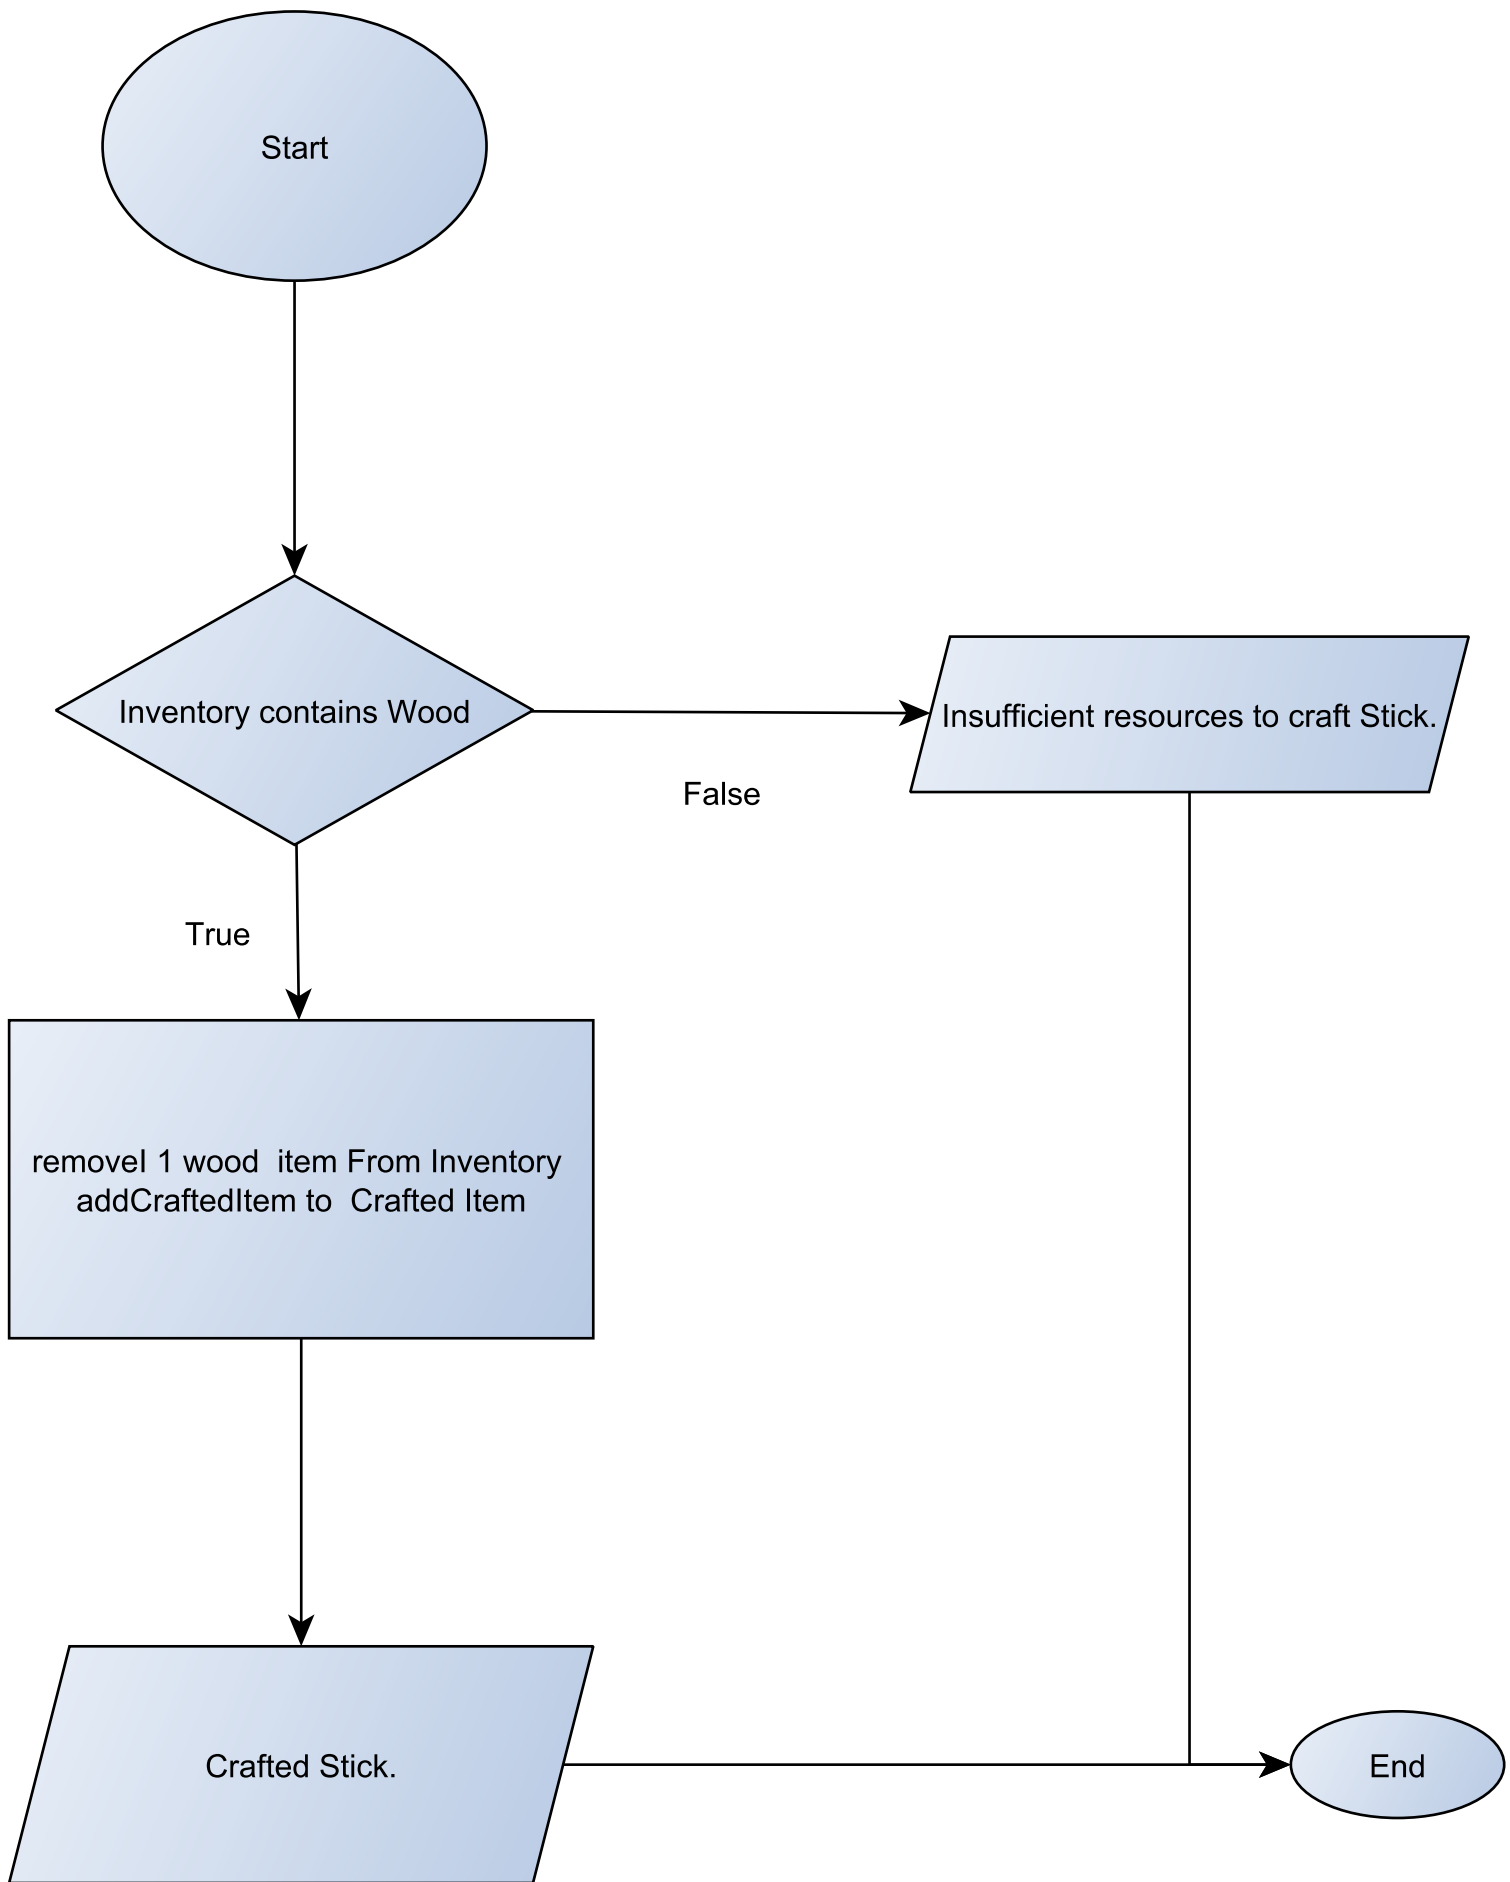 Start
Inventory contains Wood
Insufficient resources to craft Stick.
False
True
removeI 1 wood  item From Inventory
addCraftedItem to  Crafted Item
Crafted Stick.
End